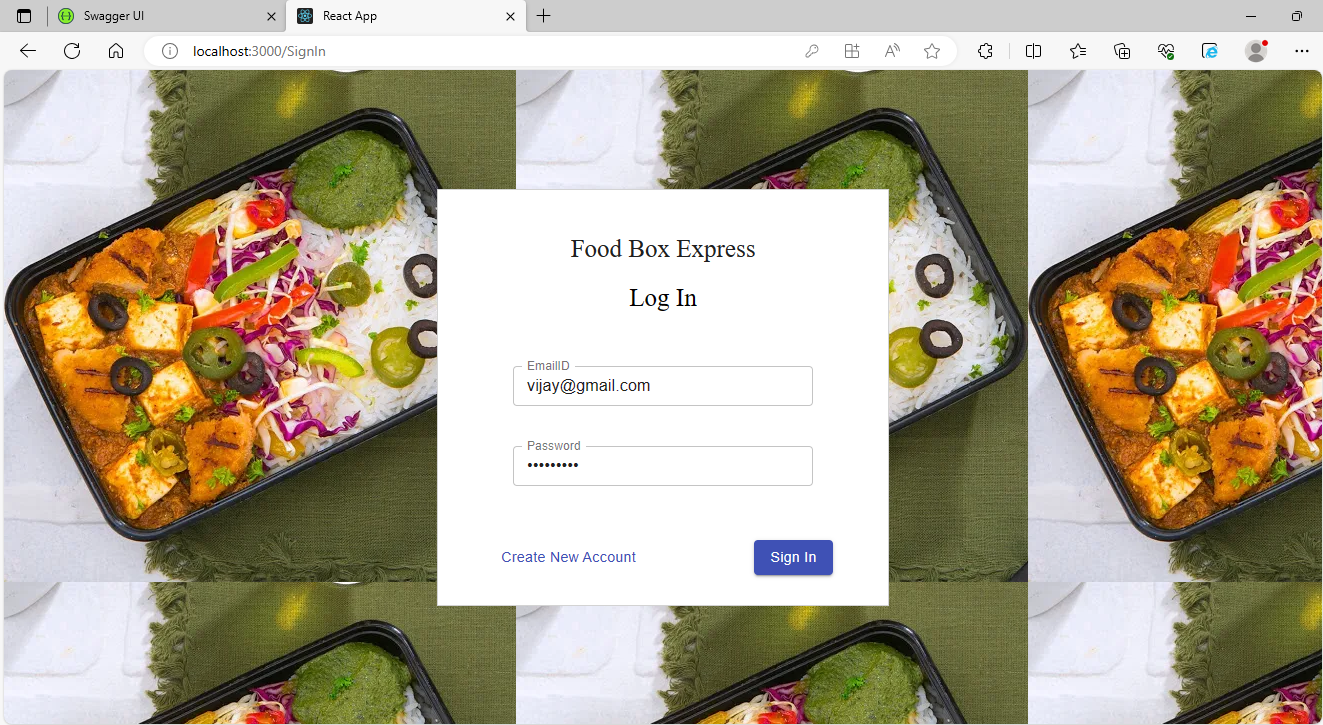 Swagger UI
React App
localhost:3000/SignIn
Food Box Express
Log In
EmailID
vijay@gmail.com
Password
•••••••••
Create New Account
Sign In